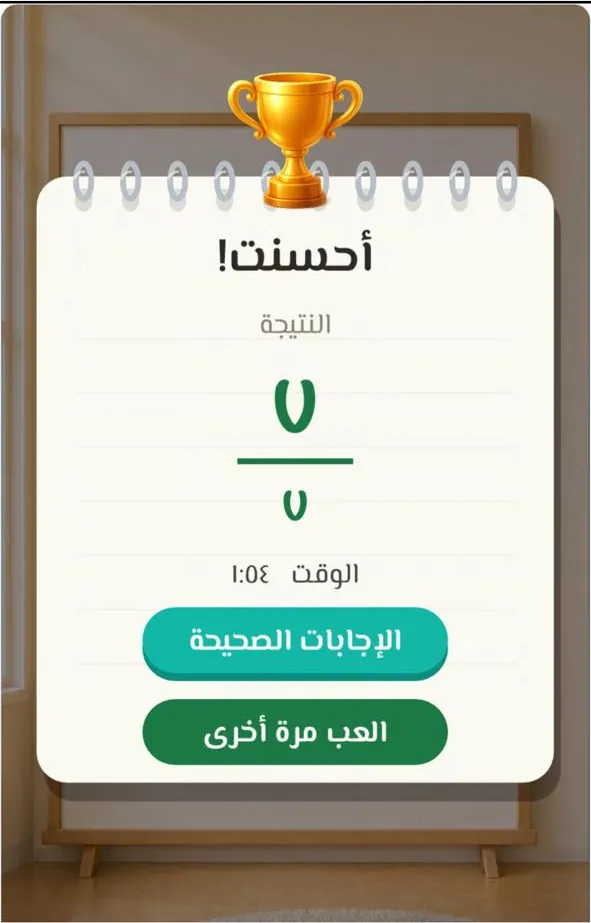 أحسنت!
النتيجة
٧
٧
الوقت ١:٥٤
الإجابات الصحيحة
العب مرة أخرى